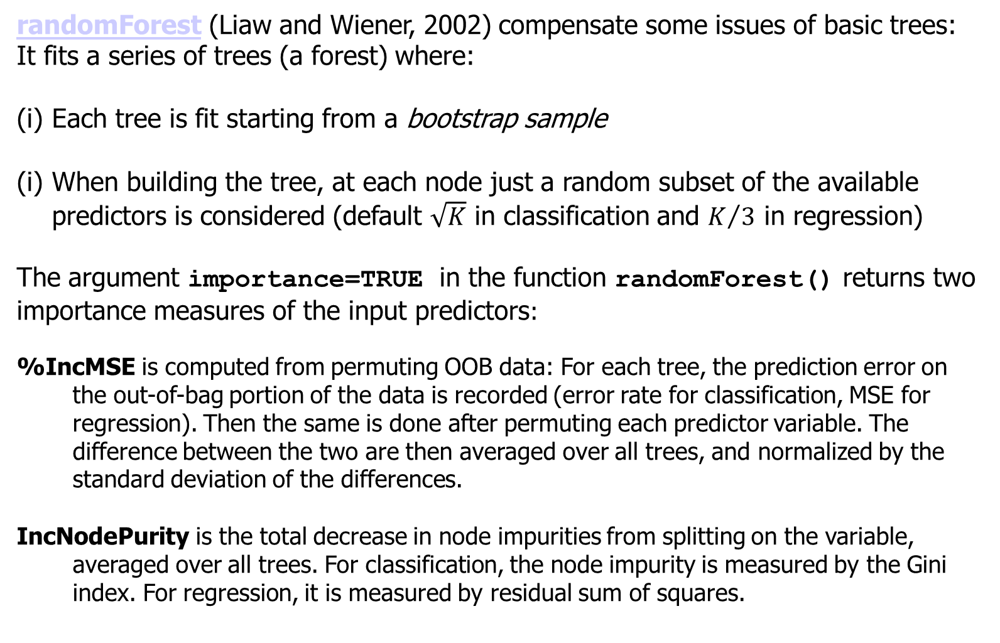 randomForest (Liaw and Wiener, 2002) compensate some issues of basic trees:
It fits a series of trees (a forest) where:
(i) Each tree is fit starting from a bootstrap sample
(i) When building the tree, at each node just a random subset of the available
predictors is considered (default √K in classification and K/3 in regression)
The argument importance=TRUE in the function randomForest() returns two
importance measures of the input predictors:
%IncMSE is computed from permuting OOB data: For each tree, the prediction error on
the out-of-bag portion of the data is recorded (error rate for classification, MSE for
regression). Then the same is done after permuting each predictor variable. The
difference between the two are then averaged over all trees, and normalized by the
standard deviation of the differences.
IncNodePurity is the total decrease in node impurities from splitting on the variable,
averaged over all trees. For classification, the node impurity is measured by the Gini
index. For regression, it is measured by residual sum of squares.